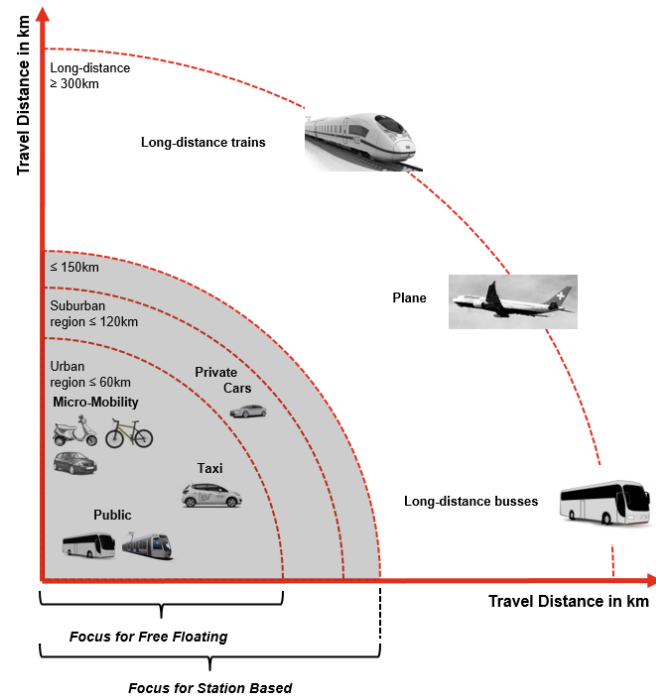 Travel Distance in km
Long-distance
≥ 300km
Long-distance trains
≤ 150km
Plane
Suburban
region ≤ 120km
Urban
region ≤ 60km
Private
Cars
Micro-Mobility
Taxi
Long-distance busses
Public
Travel Distance in km
Focus for Free Floating
Focus for Station Based